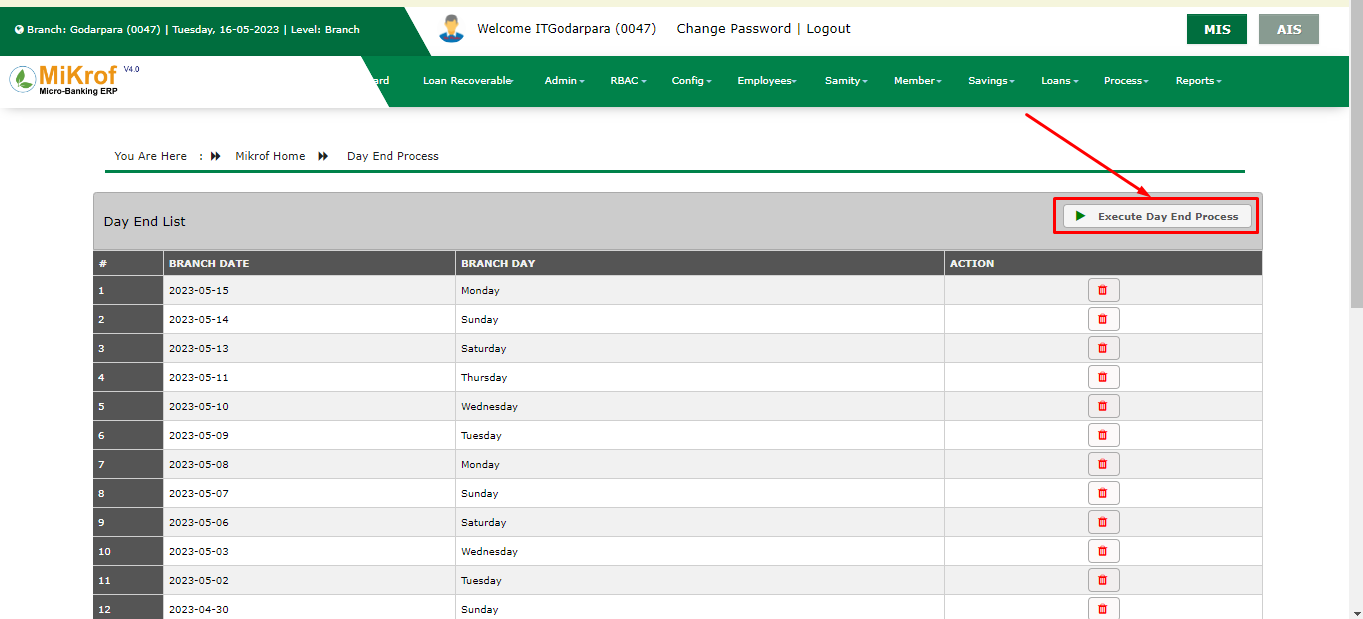 Branch: Godarpara (0047) | Tuesday, 16-05-2023 | Level: Branch
Welcome ITGodarpara (0047) Change Password | Logout
MIS AIS
MiKrof V4.0
Micro-Banking ERP
ard Loan Recoverable Admin RBAC Config Employees Samity Member Savings Loans Process Reports
You Are Here : Mikrof Home Day End Process
Day End List
Execute Day End Process
# BRANCH DATE BRANCH DAY ACTION
1 2023-05-15 Monday
2 2023-05-14 Sunday
3 2023-05-13 Saturday
4 2023-05-11 Thursday
5 2023-05-10 Wednesday
6 2023-05-09 Tuesday
7 2023-05-08 Monday
8 2023-05-07 Sunday
9 2023-05-06 Saturday
10 2023-05-03 Wednesday
11 2023-05-02 Tuesday
12 2023-04-30 Sunday